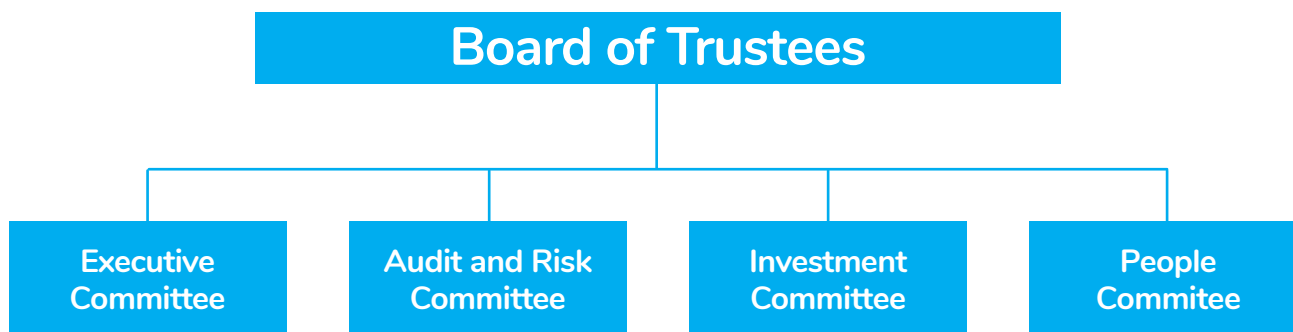 Board of Trustees
Executive
Committee
Audit and Risk
Committee
Investment
Committee
People
Commitee